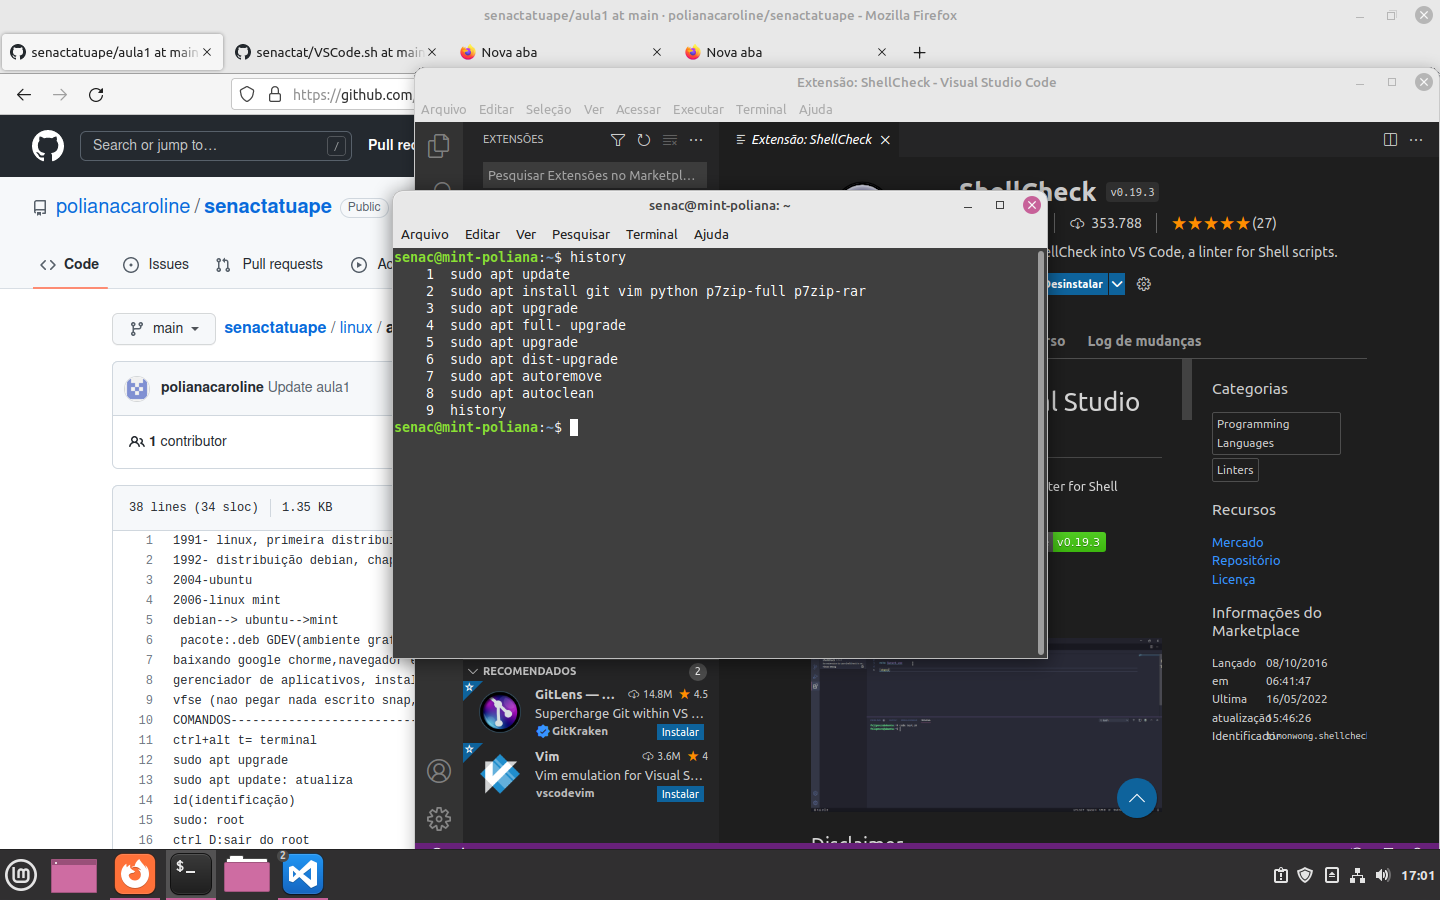 senactatuape/aula1 at main · polianacaroline/senactatuape - Mozilla Firefox
senactatuape/aula1 at main
senactat/VSCode.sh at main
Nova aba
Nova aba
https://github.com/
Search or jump to…
/
Pull rec
polianacaroline / senactatuape
Public
Code
Issues
Pull requests
Ac
main
senactatuape / linux / a
polianacaroline Update aula1
1 contributor
38 lines (34 sloc)
1.35 KB
1 1991- linux, primeira distribui
2 1992- distribuição debian, chap
3 2004-ubuntu
4 2006-linux mint
5 debian--> ubuntu-->mint
6 pacote:.deb GDEV(ambiente graf
7 baixando google chorme,navegador e
8 gerenciador de aplicativos, instal
9 vfse (nao pegar nada escrito snap,
10 COMANDOS--------------------------
11 ctrl+alt t= terminal
12 sudo apt upgrade
13 sudo apt update: atualiza
14 id(identificação)
15 sudo: root
16 ctrl D:sair do root
Extensão: ShellCheck - Visual Studio Code
Arquivo Editar Seleção Ver Acessar Executar Terminal Ajuda
EXTENSÕES
Extensão: ShellCheck
Pesquisar Extensões no Marketpl…
senac@mint-poliana: ~
Arquivo Editar Ver Pesquisar Terminal Ajuda
senac@mint-poliana:~$ history
1 sudo apt update
2 sudo apt install git vim python p7zip-full p7zip-rar
3 sudo apt upgrade
4 sudo apt full- upgrade
5 sudo apt upgrade
6 sudo apt dist-upgrade
7 sudo apt autoremove
8 sudo apt autoclean
9 history
senac@mint-poliana:~$
ShellCheck
v0.19.3
353.788
(27)
ellCheck into VS Code, a linter for Shell scripts.
Desinstalar
rso
Log de mudanças
al Studio
ter for Shell
v0.19.3
Categorias
Programming
Languages
Linters
Recursos
Mercado
Repositório
Licença
Informações do
Marketplace
Lançado 08/10/2016
em 06:41:47
Ultima 16/05/2022
atualização 15:46:26
Identificador timonwong.shellcheck
RECOMENDADOS
2
GitLens — …
14.8M
4.5
Supercharge Git within VS …
GitKraken
Instalar
Vim
3.6M
4
Vim emulation for Visual S…
vscodevim
Instalar
Disclaimer
2
17:01